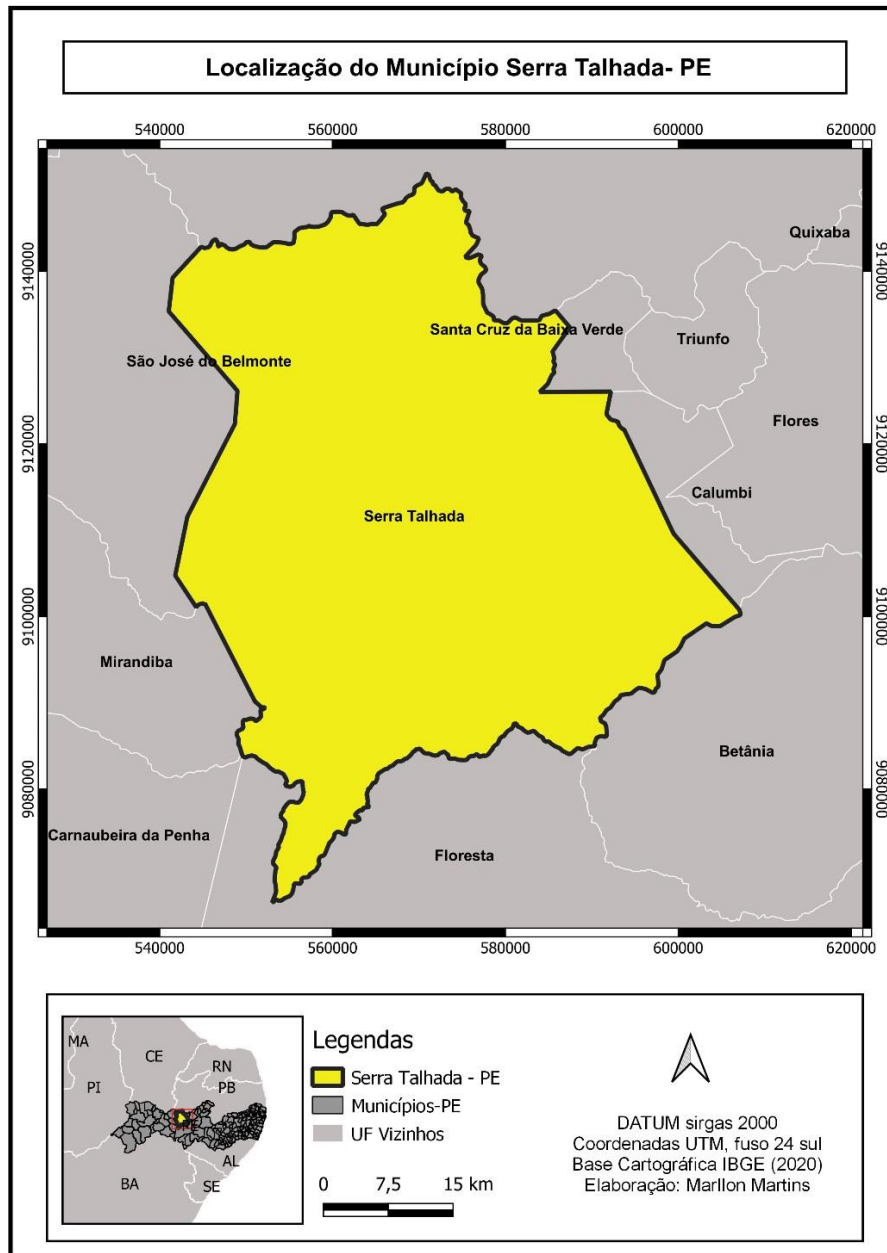 Localização do Município Serra Talhada- PE
540000 560000 580000 600000 620000
Quixaba
9140000 9140000
Santa Cruz da Baixa Verde
Triunfo
São José do Belmonte
Flores
9120000 9120000
Calumbi
Serra Talhada
9100000 9100000
Mirandiba
Betânia
9080000 9080000
Carnaubeira da Penha
Floresta
540000 560000 580000 600000 620000
MA
CE
RN
PI
PB
AL
BA
SE
Legendas
Serra Talhada - PE
Municípios-PE
UF Vizinhos
0 7,5 15 km
DATUM sirgas 2000
Coordenadas UTM, fuso 24 sul
Base Cartográfica IBGE (2020)
Elaboração: Marllon Martins